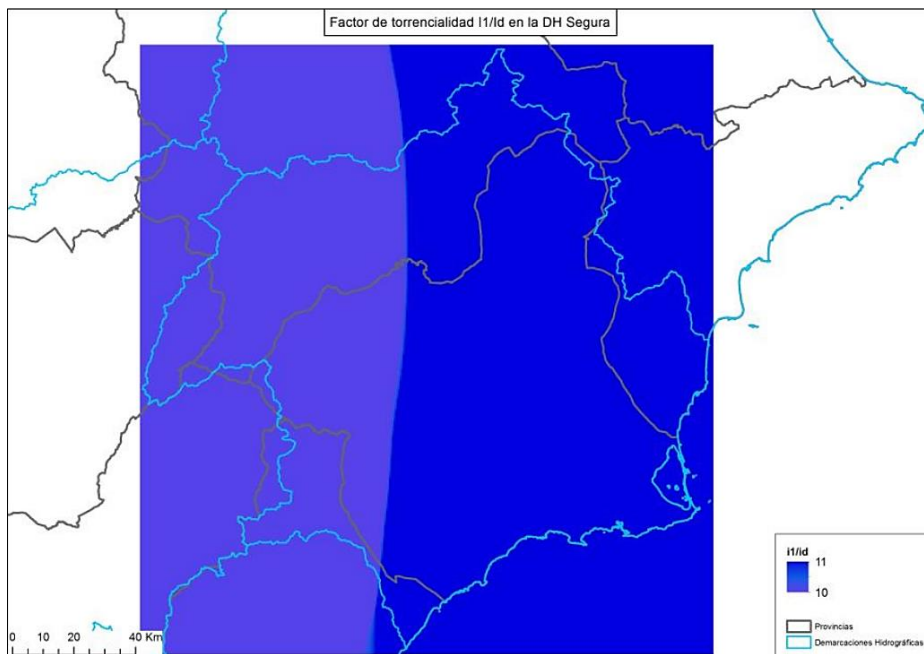 Factor de torrencialidad I1/Id en la DH Segura
i1/id
11
10
Provincias
Demarcaciones Hidrográficas
0 10 20 40 Km